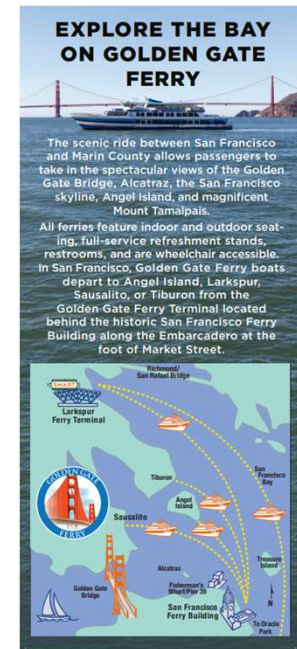 EXPLORE THE BAY
ON GOLDEN GATE
FERRY
The scenic ride between San Francisco
and Marin County allows passengers to
take in the spectacular views of the Golden
Gate Bridge, Alcatraz, the San Francisco
skyline, Angel Island, and magnificent
Mount Tamalpais.
All ferries feature indoor and outdoor seat-
ing, full-service refreshment stands,
restrooms, and are wheelchair accessible.
In San Francisco, Golden Gate Ferry boats
depart to Angel Island, Larkspur,
Sausalito, or Tiburon from the
Golden Gate Ferry Terminal located
behind the historic San Francisco Ferry
Building along the Embarcadero at the
foot of Market Street.
Richmond/
San Rafael Bridge
SMART
Larkspur
Ferry Terminal
GOLDEN GATE
FERRY
Tiburon
San
Francisco
Bay
Angel
Island
Sausalito
Alcatraz
Treasure
Island
Golden Gate
Bridge
Fisherman's
Wharf/Pier 39
San Francisco
Ferry Building
N
To Oracle
Park